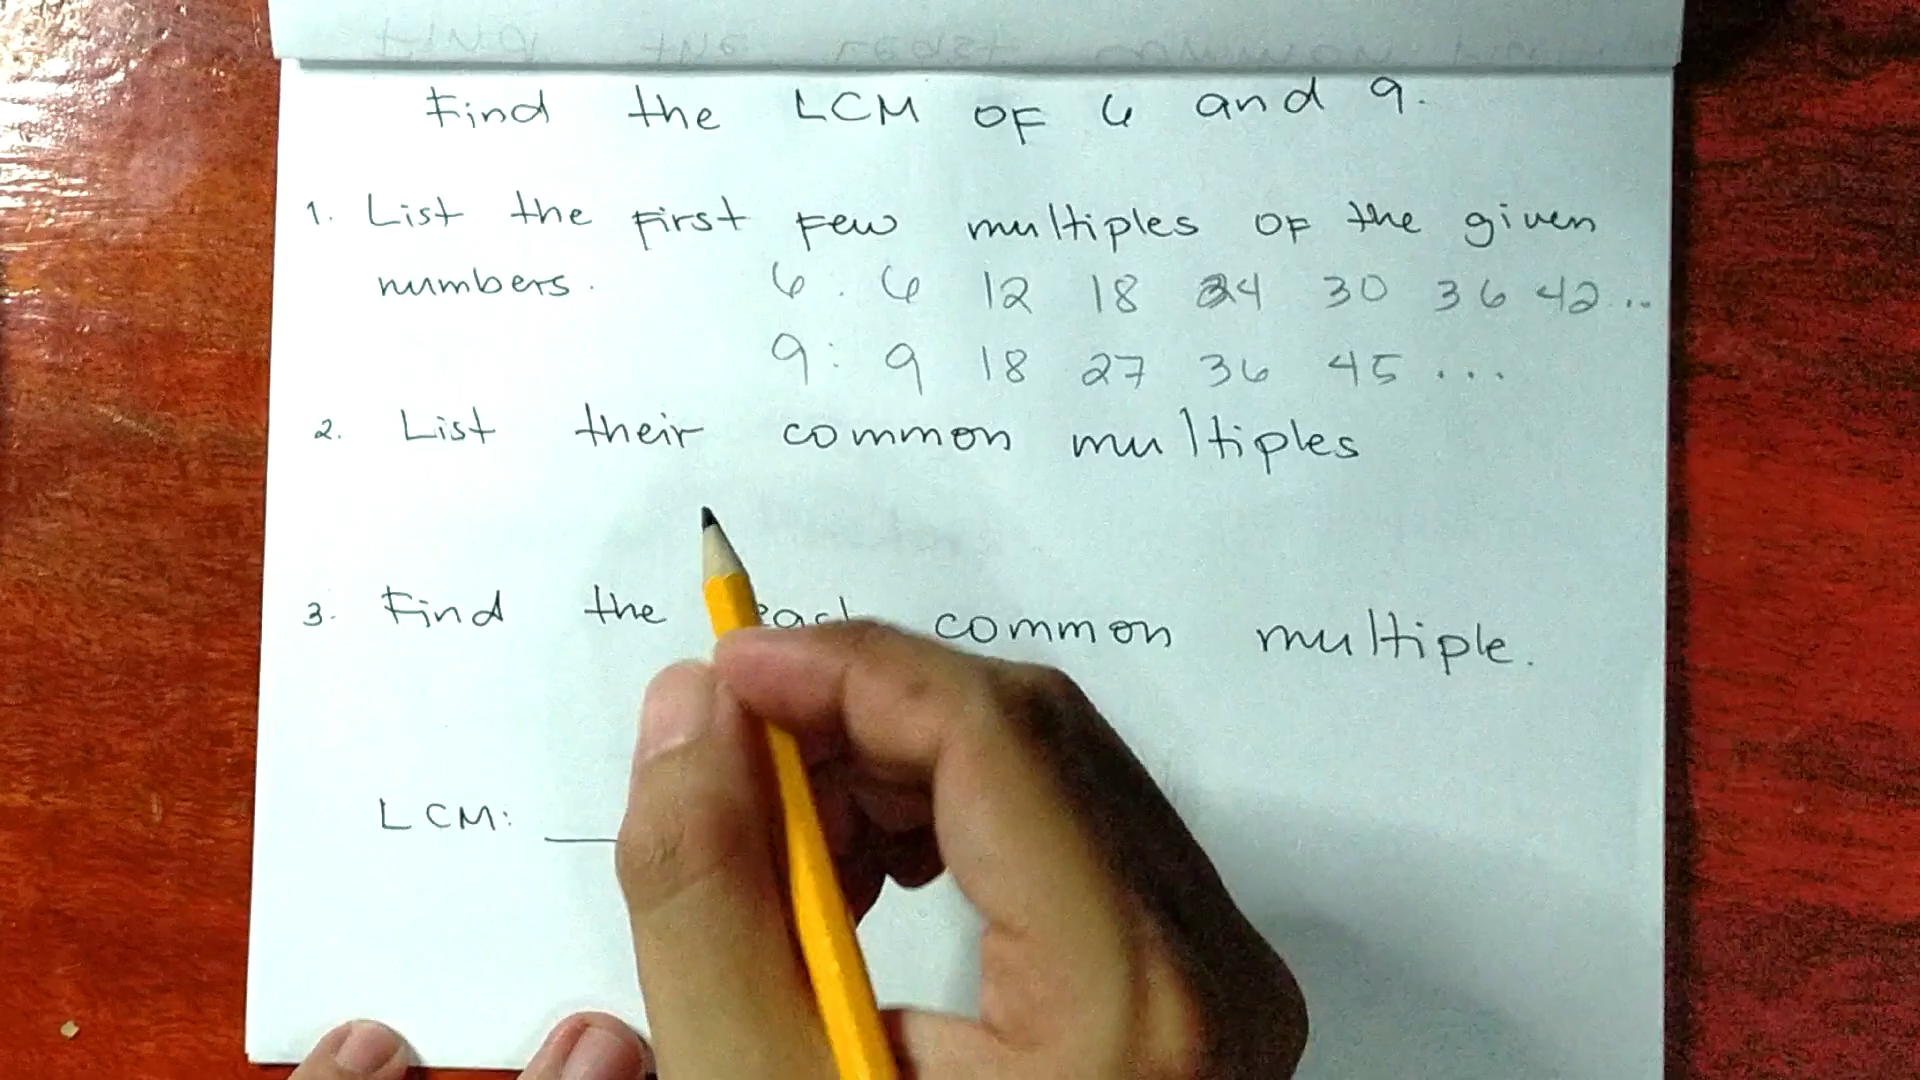 Find the LCM OF 6 and 9.
1. List the first few multiples OF the given
numbers. 6: 6 12 18 24 30 36 42...
9: 9 18 27 36 45 ...
2. List their common multiples
3. Find the common multiple.
LCM: